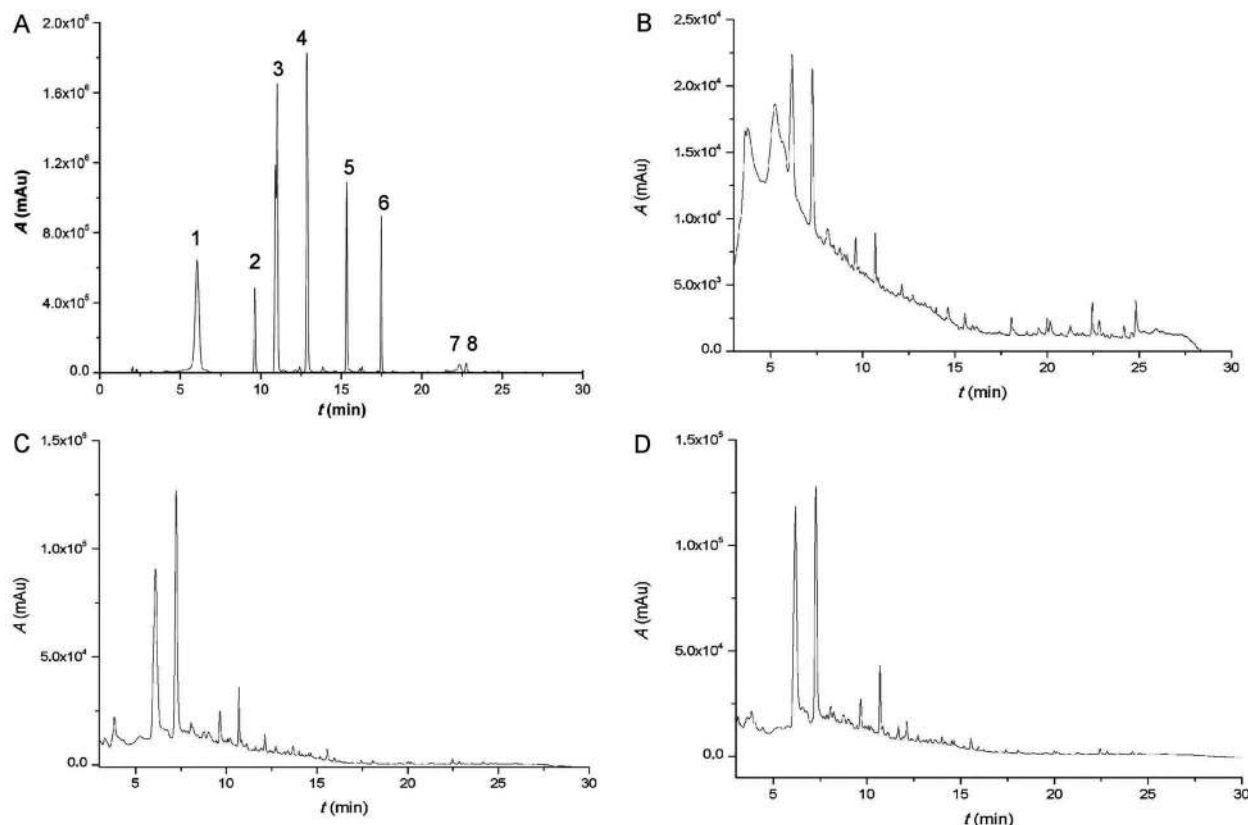 A
2.0x10⁶
1.6x10⁶
1.2x10⁶
8.0x10⁵
4.0x10⁵
0.0
A (mAu)
1
2
3
4
5
6
7 8
0 5 10 15 20 25 30
t (min)
B
2.5x10⁴
2.0x10⁴
1.5x10⁴
1.0x10⁴
5.0x10³
0.0
A (mAu)
5 10 15 20 25 30
t (min)
C
1.5x10⁵
1.0x10⁵
5.0x10⁴
0.0
A (mAu)
5 10 15 20 25 30
t (min)
D
1.5x10⁵
1.0x10⁵
5.0x10⁴
0.0
A (mAu)
5 10 15 20 25 30
t (min)